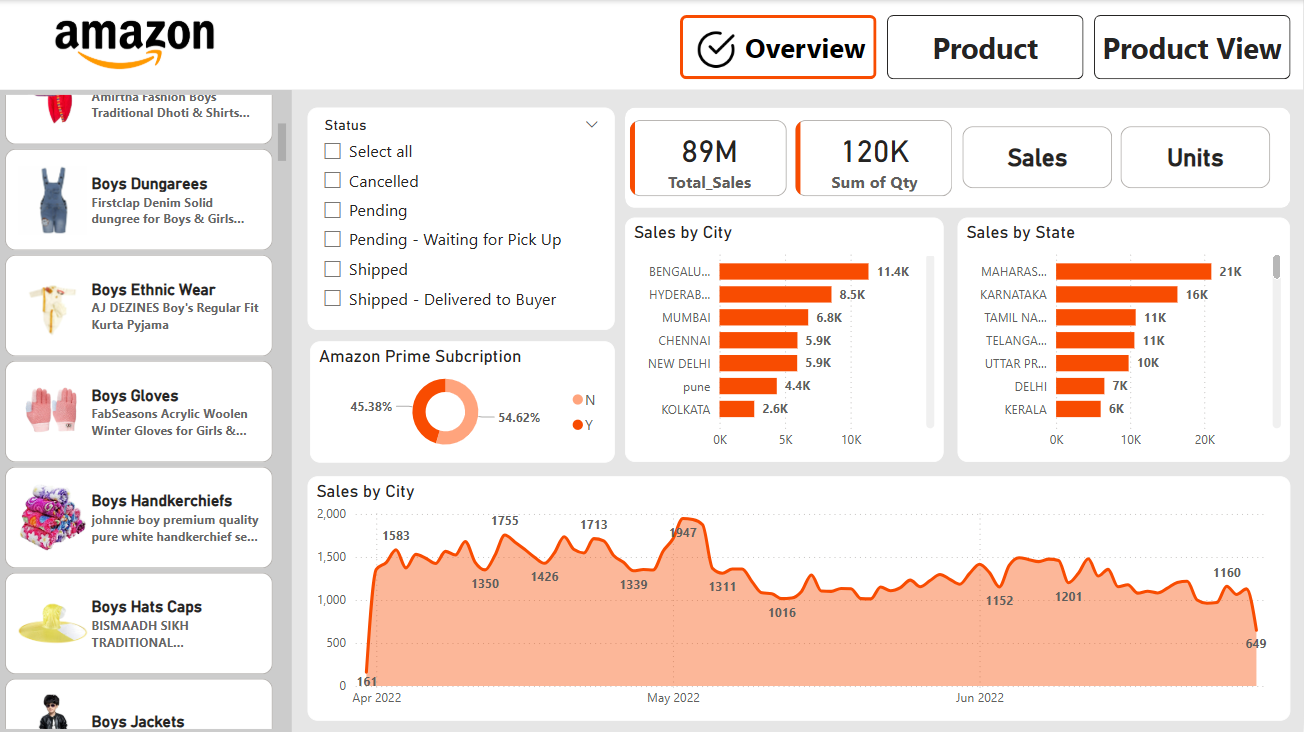 amazon
Overview
Product
Product View
Amirtha Fashion Boys
Traditional Dhoti & Shirts...
Boys Dungarees
Firstclap Denim Solid
dungree for Boys & Girls...
Boys Ethnic Wear
AJ DEZINES Boy's Regular Fit
Kurta Pyjama
Boys Gloves
FabSeasons Acrylic Woolen
Winter Gloves for Girls &...
Boys Handkerchiefs
johnnie boy premium quality
pure white handkerchief se...
Boys Hats Caps
BISMAADH SIKH
TRADITIONAL...
Boys Jackets
Status
Select all
Cancelled
Pending
Pending - Waiting for Pick Up
Shipped
Shipped - Delivered to Buyer
89M
Total_Sales
120K
Sum of Qty
Sales
Units
Amazon Prime Subcription
45.38%
54.62%
N
Y
Sales by City
BENGALU... 11.4K
HYDERAB... 8.5K
MUMBAI 6.8K
CHENNAI 5.9K
NEW DELHI 5.9K
pune 4.4K
KOLKATA 2.6K
0K 5K 10K
Sales by State
MAHARAS... 21K
KARNATAKA 16K
TAMIL NA... 11K
TELANGA... 11K
UTTAR PR... 10K
DELHI 7K
KERALA 6K
0K 10K 20K
Sales by City
2,000
1,500
1,000
500
0
161
1583
1350
1755
1426
1713
1339
1947
1311
1016
1152
1201
1160
649
Apr 2022 May 2022 Jun 2022